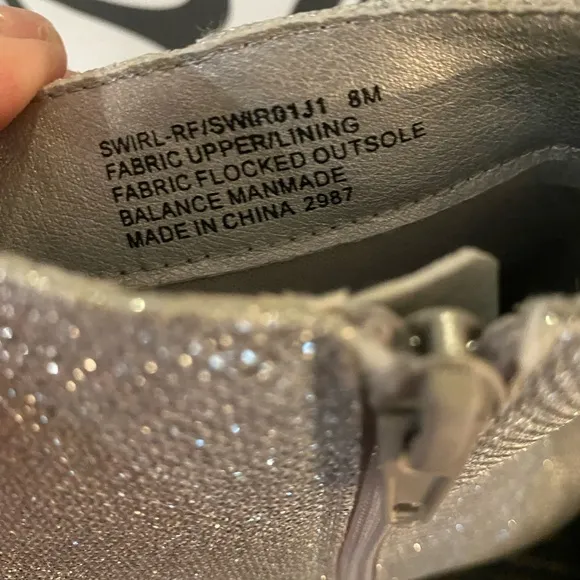 SWIRL-RF/SWIR01J1 8M
FABRIC UPPER/LINING
FABRIC FLOCKED OUTSOLE
BALANCE MANMADE
MADE IN CHINA 2987